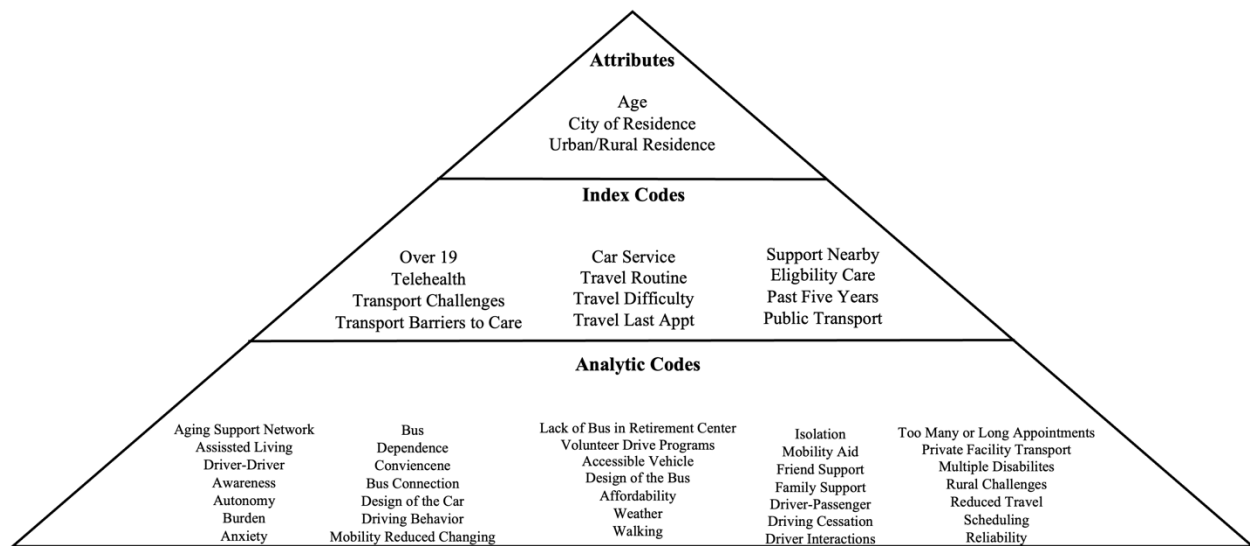 Attributes
Age
City of Residence
Urban/Rural Residence
Index Codes
Over 19
Telehealth
Transport Challenges
Transport Barriers to Care
Car Service
Travel Routine
Travel Difficulty
Travel Last Appt
Support Nearby
Eligbility Care
Past Five Years
Public Transport
Analytic Codes
Aging Support Network
Assissted Living
Driver-Driver
Awareness
Autonomy
Burden
Anxiety
Bus
Dependence
Conviencene
Bus Connection
Design of the Car
Driving Behavior
Mobility Reduced Changing
Lack of Bus in Retirement Center
Volunteer Drive Programs
Accessible Vehicle
Design of the Bus
Affordability
Weather
Walking
Isolation
Mobility Aid
Friend Support
Family Support
Driver-Passenger
Driving Cessation
Driver Interactions
Too Many or Long Appointments
Private Facility Transport
Multiple Disabilites
Rural Challenges
Reduced Travel
Scheduling
Reliability